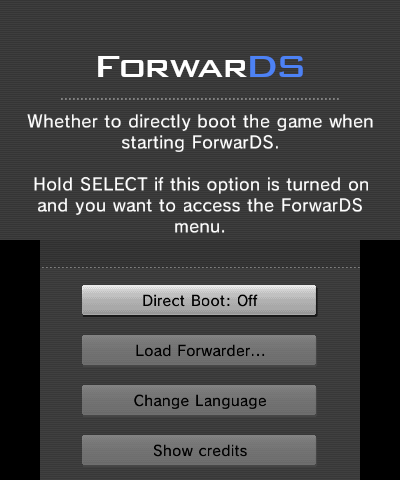 ForwarDS
Whether to directly boot the game when
starting ForwarDS.
Hold SELECT if this option is turned on
and you want to access the ForwarDS
menu.
Direct Boot: Off
Load Forwarder...
Change Language
Show credits